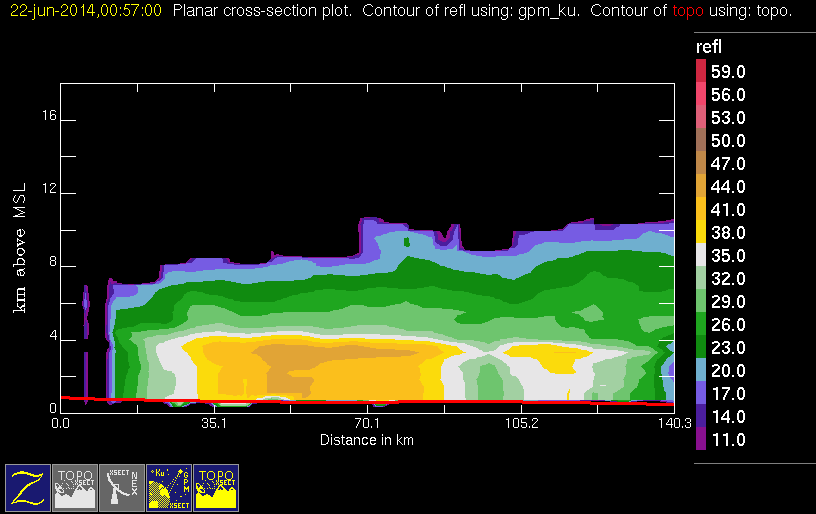 22-jun-2014,00:57:00 Planar cross-section plot. Contour of refl using: gpm_ku. Contour of topo using: topo.
refl
59.0
56.0
53.0
50.0
47.0
44.0
41.0
38.0
35.0
32.0
29.0
26.0
23.0
20.0
17.0
14.0
11.0
km above MSL
16
12
8
4
0
0.0 35.1 70.1 105.2 140.3
Distance in km
Z
TOPO XSECT
XSECT NEX
"Ku" GPM XSECT
TOPO XSECT